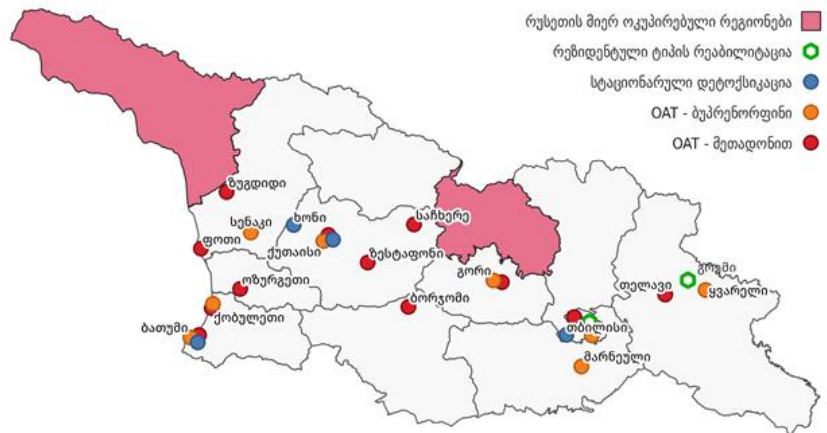 რუსეთის მიერ ოკუპირებული რეგიონები
რეზიდენტული ტიპის რეაბილიტაცია
სტაციონარული დეტოქსიკაცია
OAT - ბუპრენორფინი
OAT - მეთადონით
ზუგდიდი
სენაკი
ხონი
საჩხერე
ფოთი
ქუთაისი
ზესტაფონი
გორი
გრემი
თელავი
ყვარელი
ოზურგეთი
ბორჯომი
ქობულეთი
ბათუმი
თბილისი
მარნეული